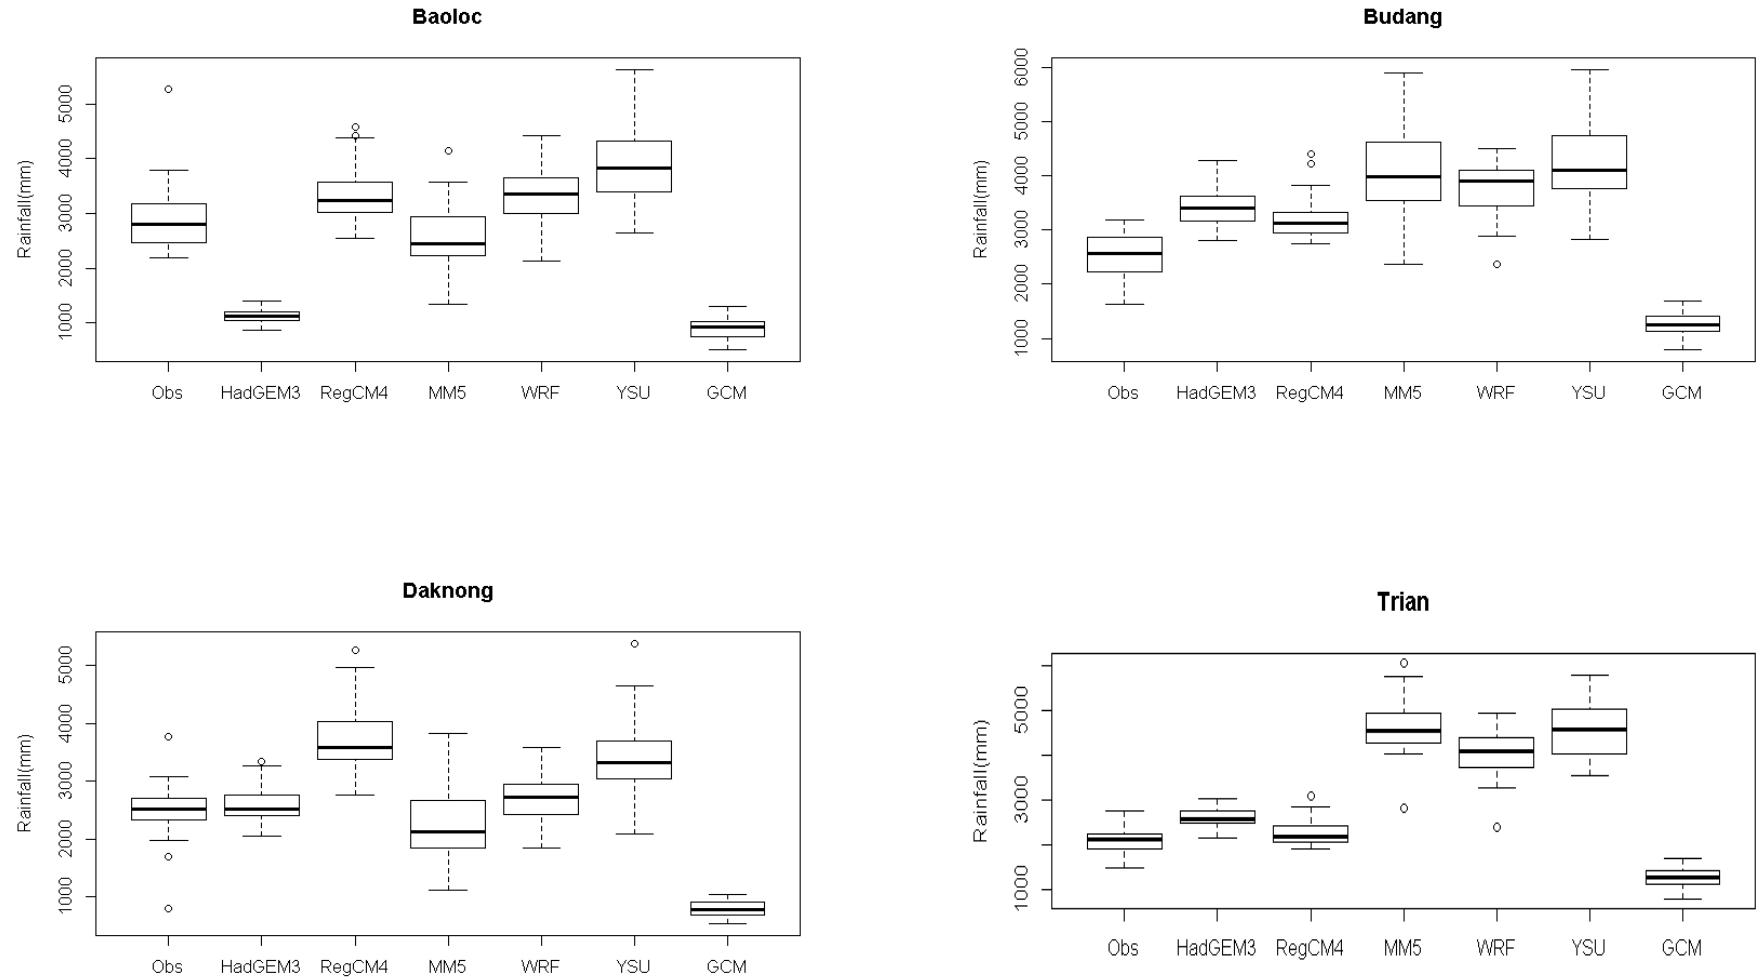 Baoloc
Rainfall(mm)
5000
4000
3000
2000
1000
Obs HadGEM3 RegCM4 MM5 WRF YSU GCM
Budang
Rainfall(mm)
6000
5000
4000
3000
2000
1000
Obs HadGEM3 RegCM4 MM5 WRF YSU GCM
Daknong
Rainfall(mm)
5000
4000
3000
2000
1000
Obs HadGEM3 RegCM4 MM5 WRF YSU GCM
Trian
Rainfall(mm)
5000
3000
1000
Obs HadGEM3 RegCM4 MM5 WRF YSU GCM